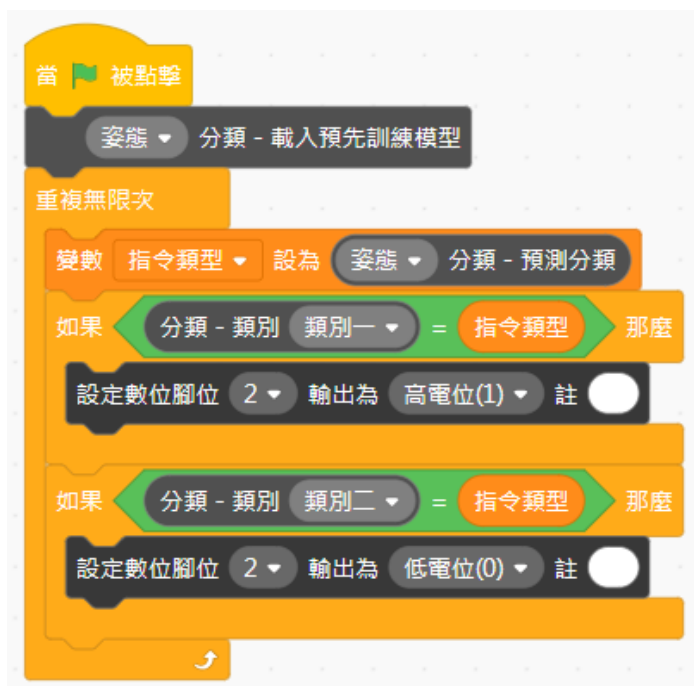 當 被點擊
姿態 分類 - 載入預先訓練模型
重複無限次
變數 指令類型 設為 姿態 分類 - 預測分類
如果 分類 - 類別 類別一 = 指令類型 那麼
設定數位腳位 2 輸出為 高電位(1) 註
如果 分類 - 類別 類別二 = 指令類型 那麼
設定數位腳位 2 輸出為 低電位(0) 註